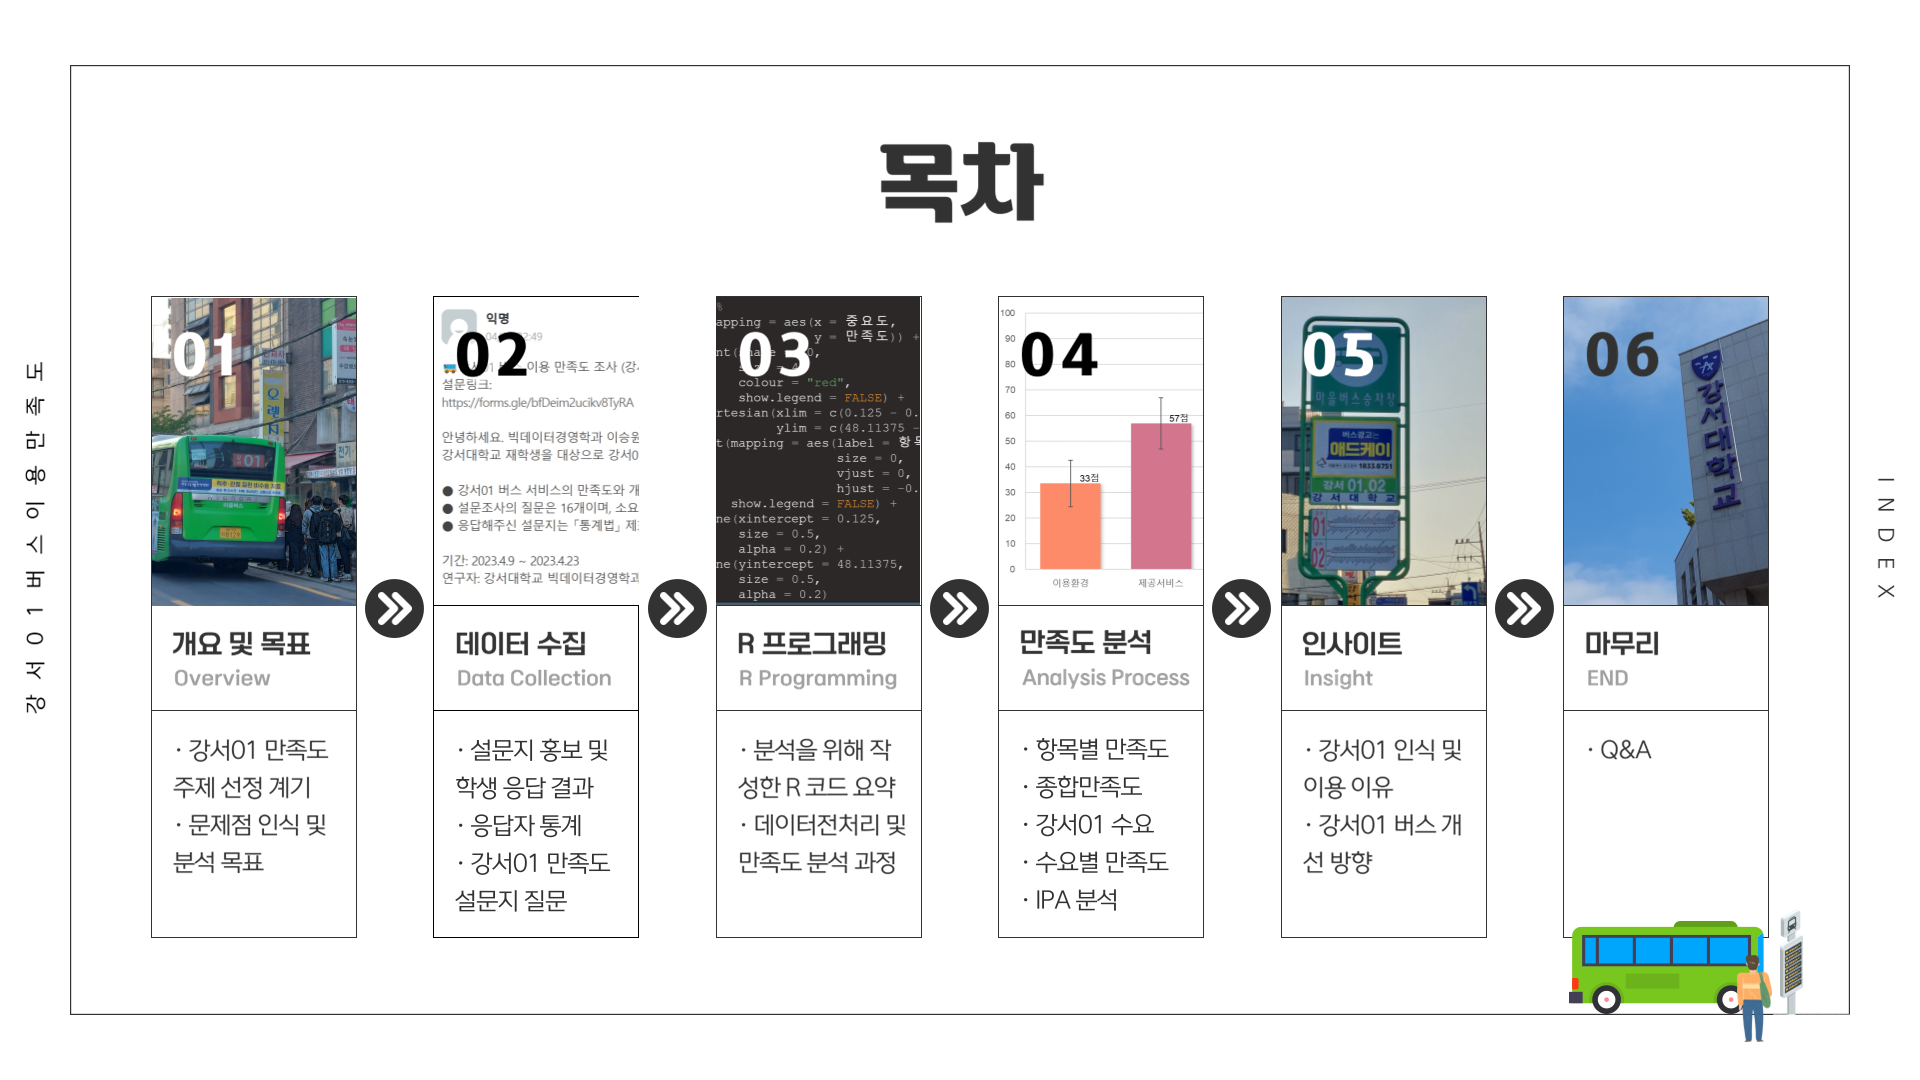 목차
강서01버스이용만족도
INDEX
01
01
개요 및 목표
Overview
· 강서01 만족도
주제 선정 계기
· 문제점 인식 및
분석 목표
02
익명
이용 만족도 조사 (강
설문링크:
https://forms.gle/bfDeim2ucikv8TyRA
안녕하세요. 빅데이터경영학과 이승원
강서대학교 재학생을 대상으로 강서0
● 강서01 버스 서비스의 만족도와 개
● 설문조사의 질문은 16개이며, 소요
● 응답해주신 설문지는 「통계법」 제
기간: 2023.4.9 ~ 2023.4.23
연구자: 강서대학교 빅데이터경영학과
데이터 수집
Data Collection
· 설문지 홍보 및
학생 응답 결과
· 응답자 통계
· 강서01 만족도
설문지 질문
03
%
apping = aes(x = 중요도,
y = 만족도)) +
colour = "red",
show.legend = FALSE) +
rtesian(xlim = c(0.125 - 0.
ylim = c(48.11375 -
t(mapping = aes(label = 항목
size = 0,
vjust = 0,
hjust = -0.
show.legend = FALSE) +
ne(xintercept = 0.125,
size = 0.5,
alpha = 0.2) +
ne(yintercept = 48.11375,
size = 0.5,
alpha = 0.2)
R 프로그래밍
R Programming
· 분석을 위해 작
성한 R 코드 요약
· 데이터전처리 및
만족도 분석 과정
04
100
90
80
70
60
50
40
30
20
10
0
33점
57점
이용환경
제공서비스
만족도 분석
Analysis Process
· 항목별 만족도
· 종합만족도
· 강서01 수요
· 수요별 만족도
· IPA 분석
05
마을버스승차장
버스광고는
애드케이
1833.6751
강서 01.02
강서대학교
01
02
인사이트
Insight
· 강서01 인식 및
이용 이유
· 강서01 버스 개
선 방향
06
강서대학교
마무리
END
· Q&A